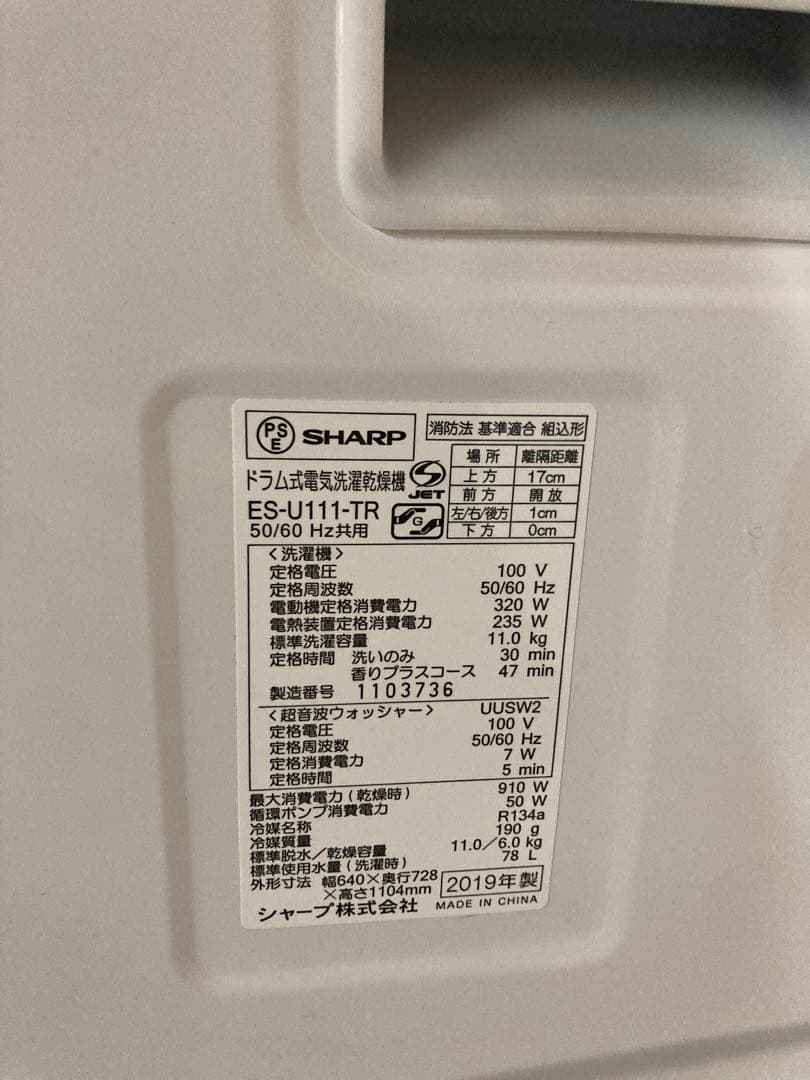 PSE SHARP
ドラム式電気洗濯乾燥機
JET
ES-U111-TR
50/60 Hz共用
G
消防法 基準適合 組込形
場所 離隔距離
上方 17cm
前方 開放
左/右/後方 1cm
下方 0cm
<洗濯機>
定格電圧 100 V
定格周波数 50/60 Hz
電動機定格消費電力 320 W
電熱装置定格消費電力 235 W
標準洗濯容量 11.0 kg
定格時間 洗いのみ 30 min
香りプラスコース 47 min
製造番号 1103736
<超音波ウォッシャー> UUSW2
定格電圧 100 V
定格周波数 50/60 Hz
定格消費電力 7 W
定格時間 5 min
最大消費電力(乾燥時) 910 W
循環ポンプ消費電力 50 W
冷媒名称 R134a
冷媒質量 190 g
標準脱水/乾燥容量 11.0/6.0 kg
標準使用水量(洗濯時) 78 L
外形寸法 幅640×奥行728
×高さ1104mm
2019年製
シャープ株式会社 MADE IN CHINA